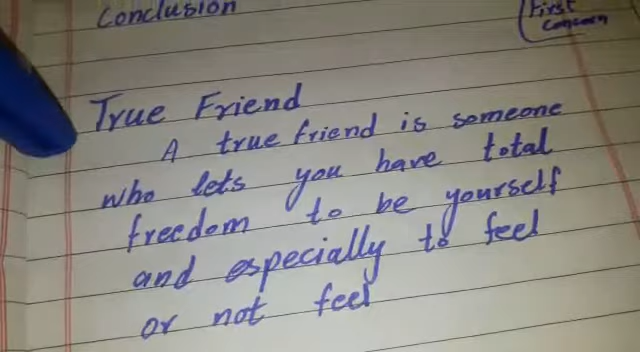 Conclusion
First
Concern
True Friend
A true friend is someone
who lets you have total
freedom to be yourself
and especially to feel
or not feel